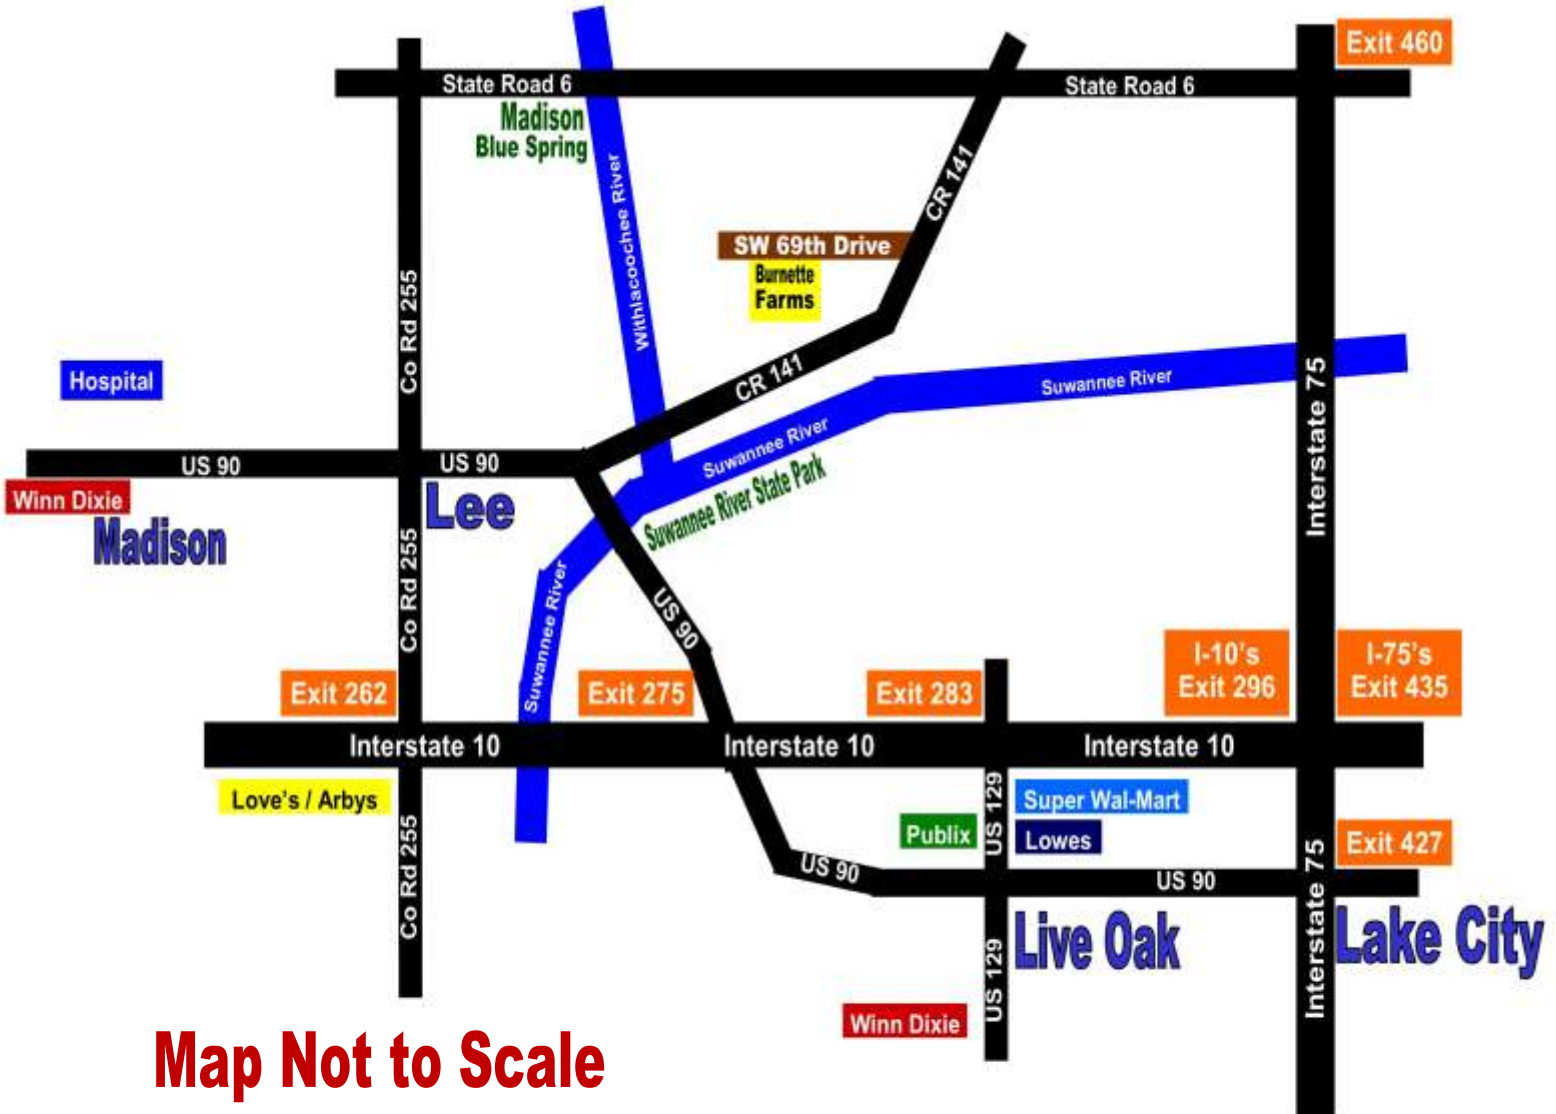 Exit 460
State Road 6
State Road 6
Madison
Blue Spring
CR 141
Withlacoochee River
SW 69th Drive
Burnette
Farms
Co Rd 255
Hospital
CR 141
Suwannee River
Interstate 75
Suwannee River
US 90
US 90
Winn Dixie
Lee
Suwannee River State Park
Madison
Co Rd 255
US 90
Suwannee River
I-10's
Exit 296
I-75's
Exit 435
Exit 262
Exit 275
Exit 283
Interstate 10
Interstate 10
Interstate 10
Love's / Arbys
US 129
Super Wal-Mart
Publix
Lowes
Exit 427
Co Rd 255
US 90
US 90
Interstate 75
Live Oak
Lake City
US 129
Winn Dixie
Map Not to Scale